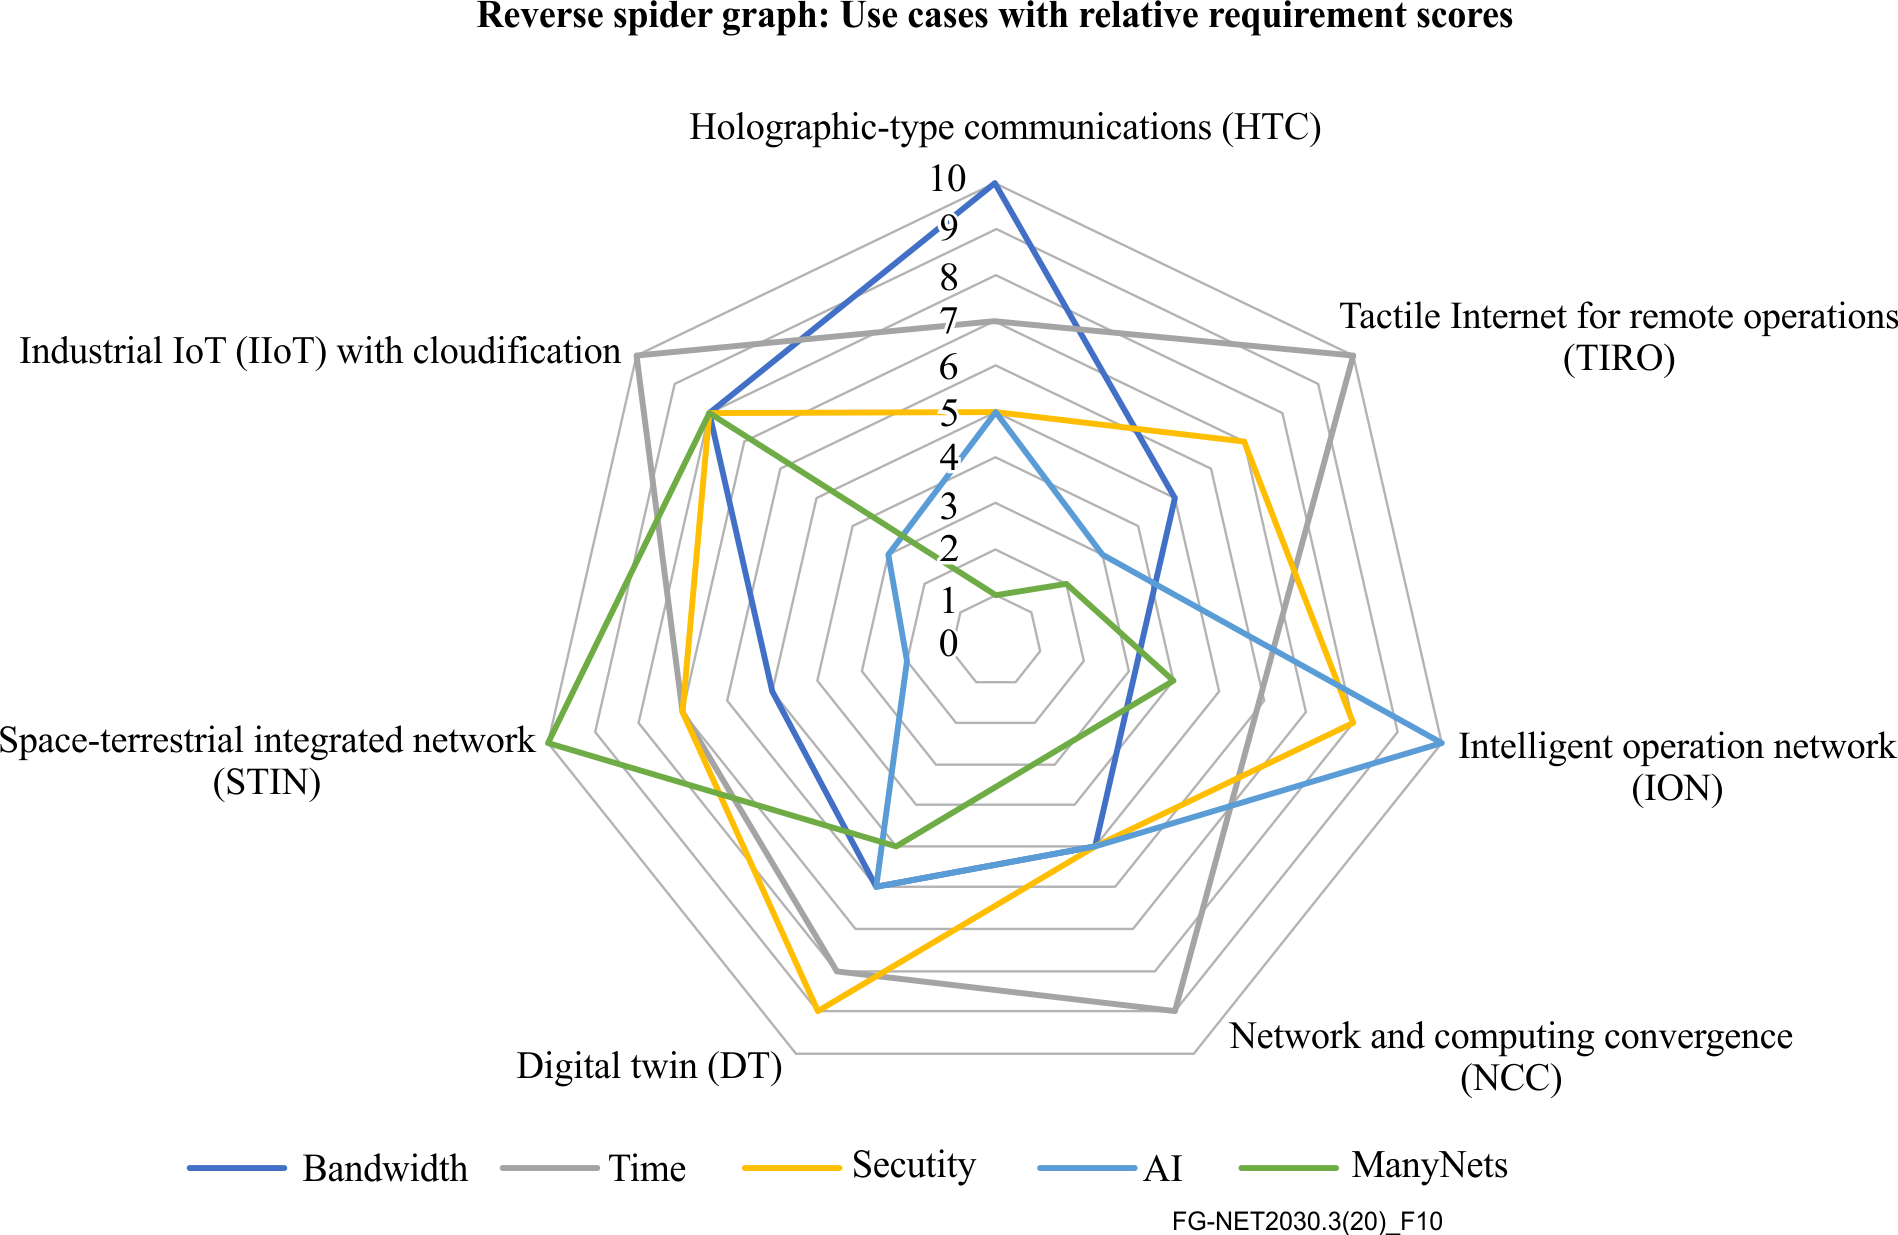 Reverse spider graph: Use cases with relative requirement scores
Holographic-type communications (HTC)
10
9
8
7
6
5
4
3
2
1
0
Tactile Internet for remote operations
(TIRO)
Industrial IoT (IIoT) with cloudification
Space-terrestrial integrated network
(STIN)
Intelligent operation network
(ION)
Network and computing convergence
(NCC)
Digital twin (DT)
Bandwidth Time Secutity AI ManyNets
FG-NET2030.3(20)_F10